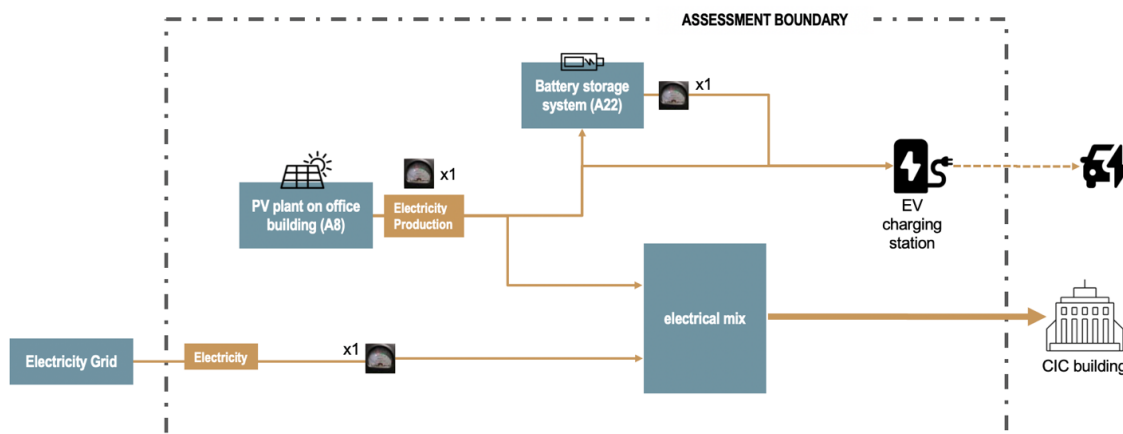 ASSESSMENT BOUNDARY
Battery storage
system (A22)
x1
x1
PV plant on office
building (A8)
Electricity
Production
EV
charging
station
electrical mix
x1
Electricity Grid
Electricity
CIC building